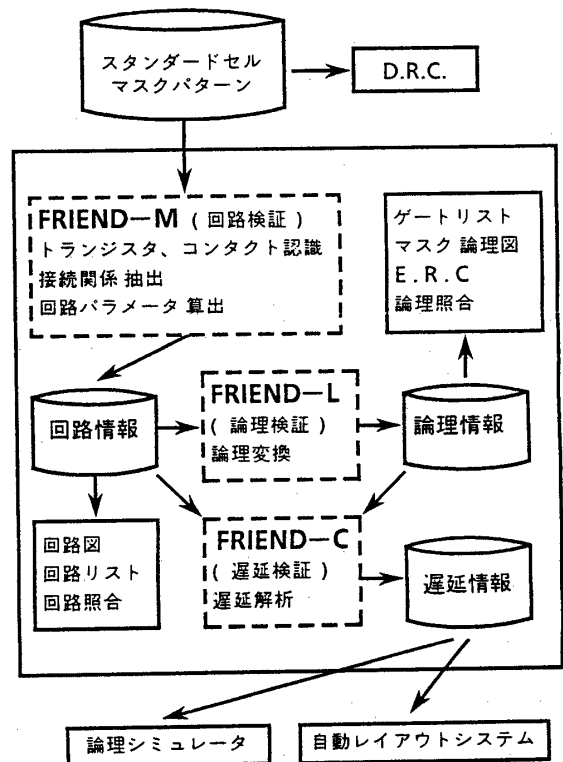 スタンダードセル
マスクパターン
D.R.C.
FRIEND－M ( 回路検証 )
トランジスタ、コンタクト認識
接続関係 抽出
回路パラメータ 算出
ゲートリスト
マスク 論理図
E . R . C
論理照合
回路情報
FRIEND－L
( 論理検証 )
論理変換
論理情報
回路図
回路リスト
回路照合
FRIEND－C
( 遅延検証 )
遅延解析
遅延情報
論理シミュレータ
自動レイアウトシステム